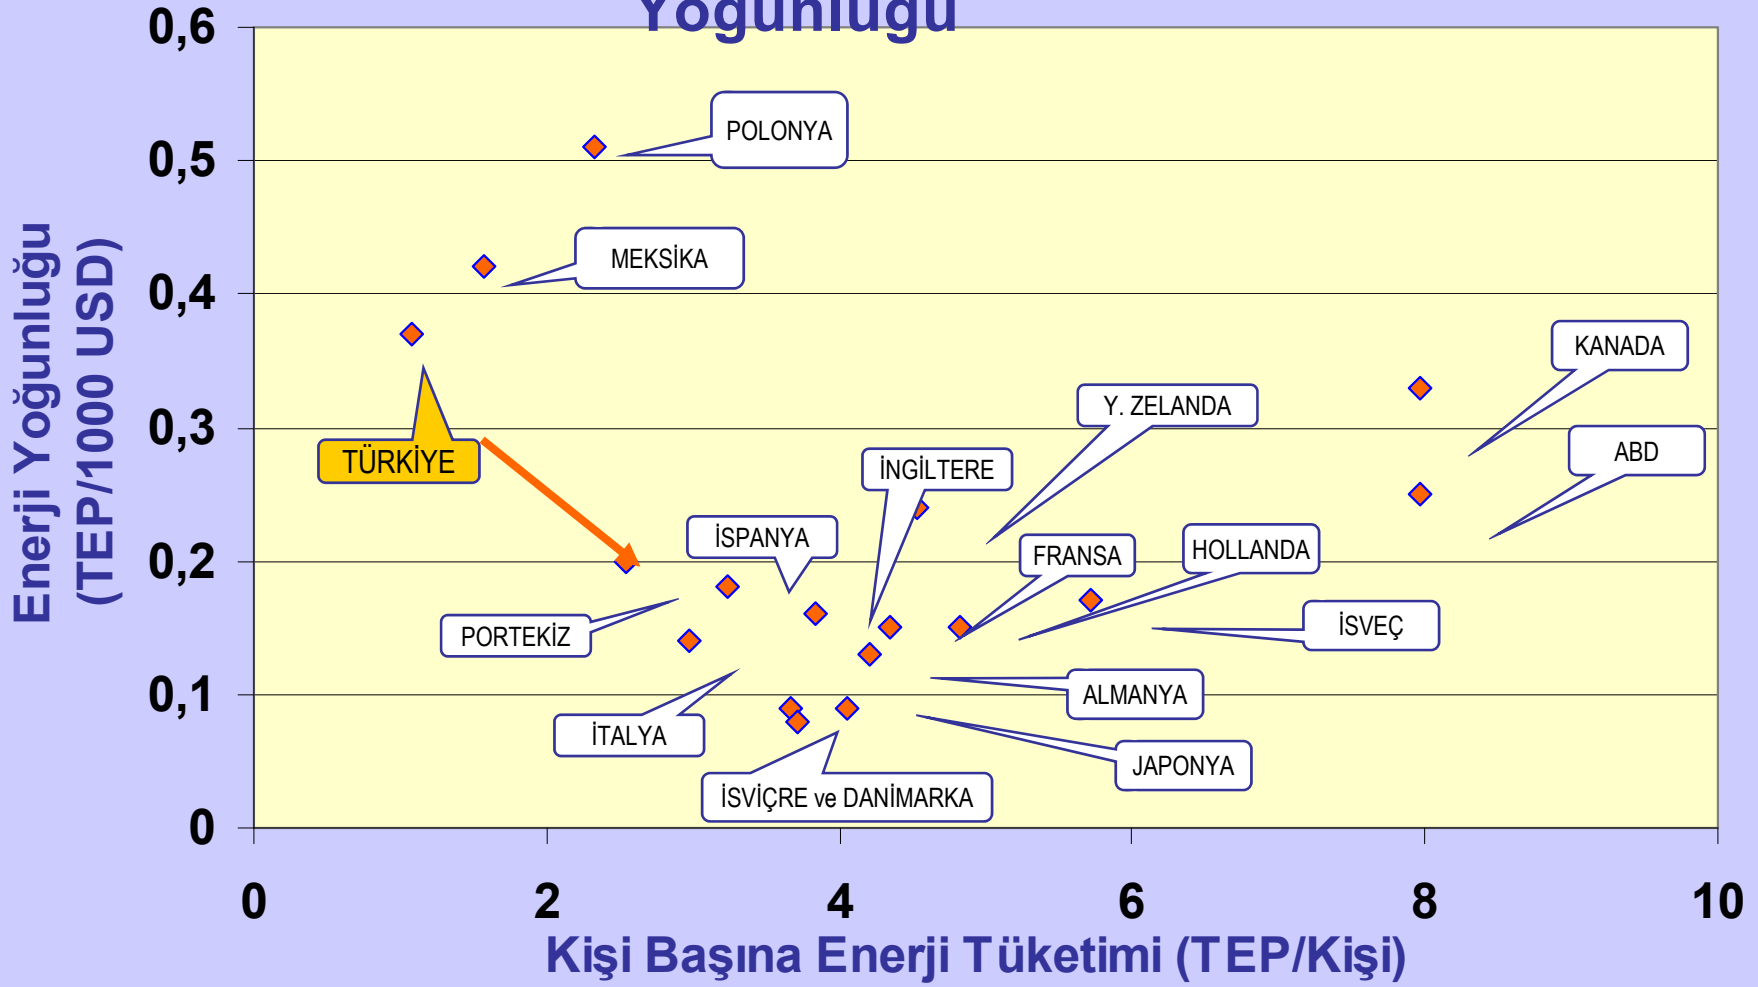 Yoğunluğu
0,6
0,5
0,4
0,3
0,2
0,1
0
Enerji Yoğunluğu
(TEP/1000 USD)
POLONYA
MEKSİKA
TÜRKİYE
KANADA
Y. ZELANDA
ABD
İNGİLTERE
İSPANYA
FRANSA
HOLLANDA
PORTEKİZ
İSVEÇ
ALMANYA
İTALYA
JAPONYA
İSVİÇRE ve DANİMARKA
0 2 4 6 8 10
Kişi Başına Enerji Tüketimi (TEP/Kişi)